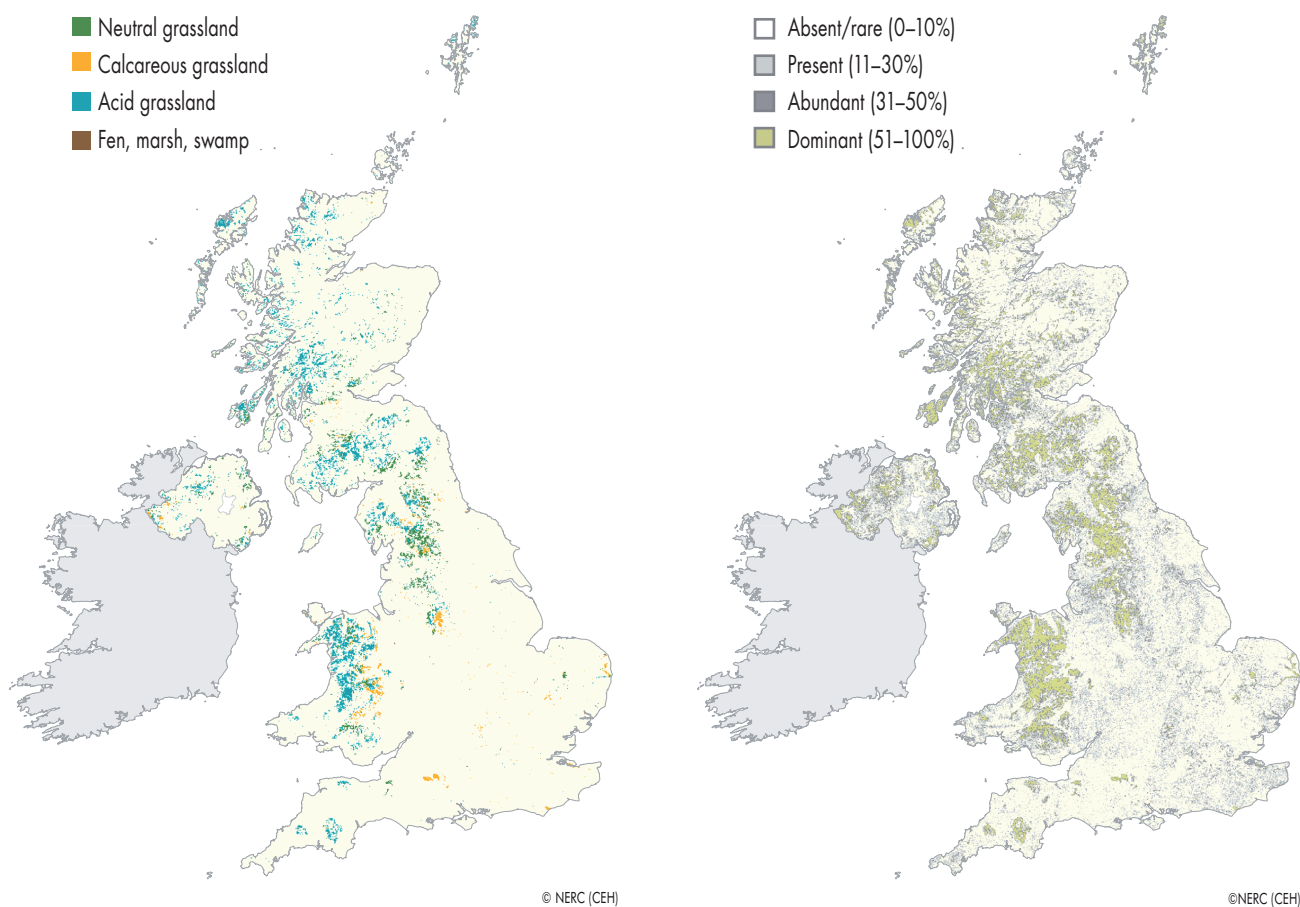 Neutral grassland
Calcareous grassland
Acid grassland
Fen, marsh, swamp
© NERC (CEH)
Absent/rare (0–10%)
Present (11–30%)
Abundant (31–50%)
Dominant (51–100%)
©NERC (CEH)